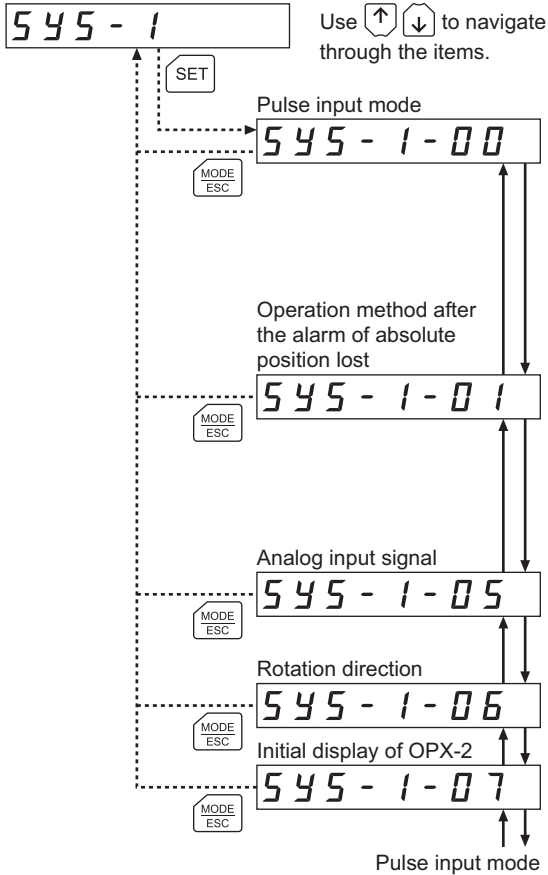 SYS-1
Use ↑ ↓ to navigate
through the items.
SET
Pulse input mode
SYS-1-00
MODE
ESC
Operation method after
the alarm of absolute
position lost
SYS-1-01
MODE
ESC
Analog input signal
SYS-1-05
MODE
ESC
Rotation direction
SYS-1-06
MODE
ESC
Initial display of OPX-2
SYS-1-07
MODE
ESC
Pulse input mode